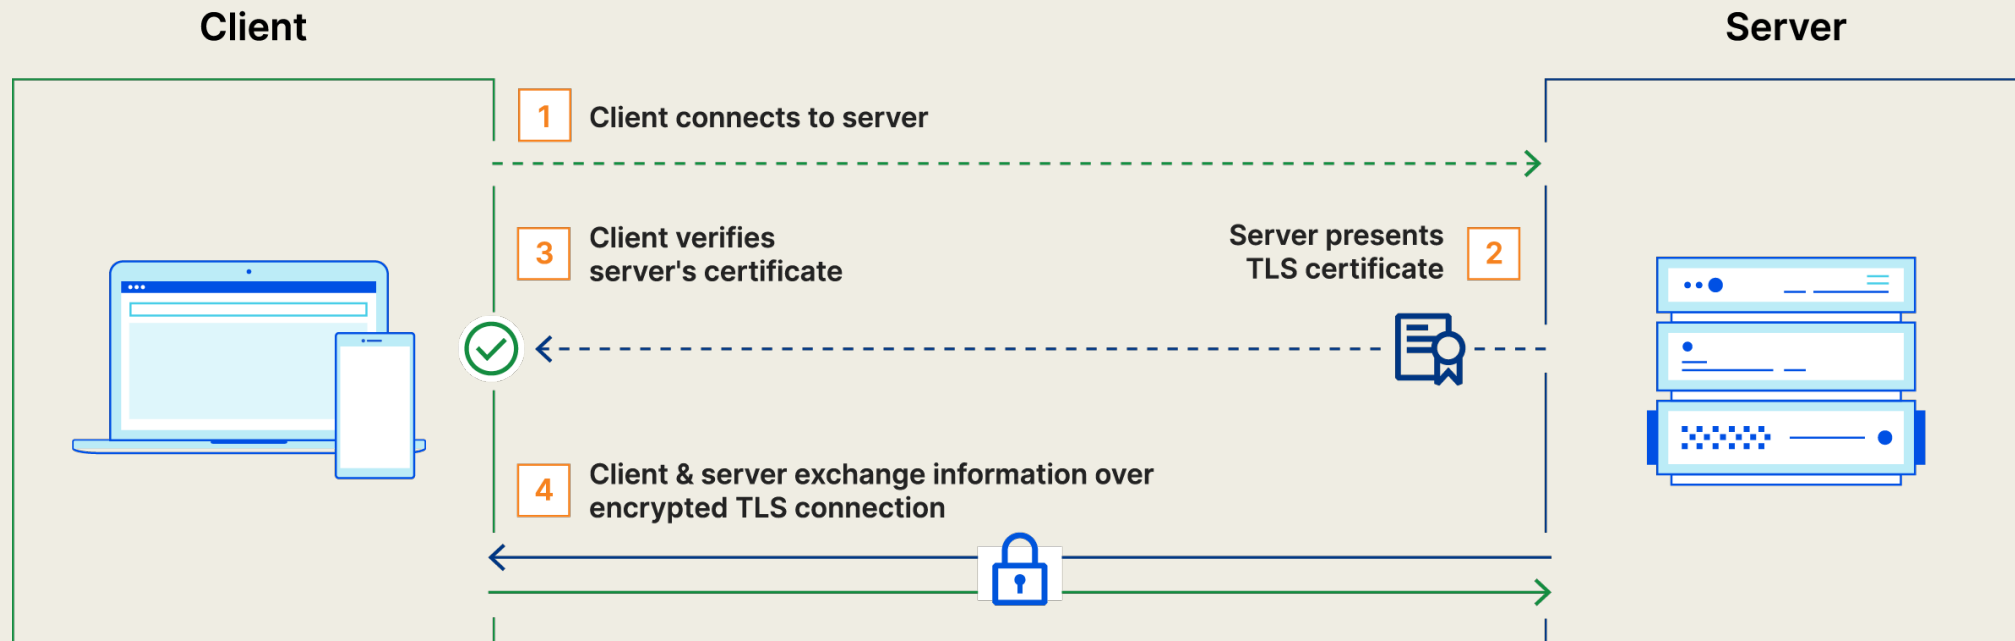 Client
Server
1
Client connects to server
3
Client verifies
server's certificate
Server presents
TLS certificate
2
4
Client & server exchange information over
encrypted TLS connection